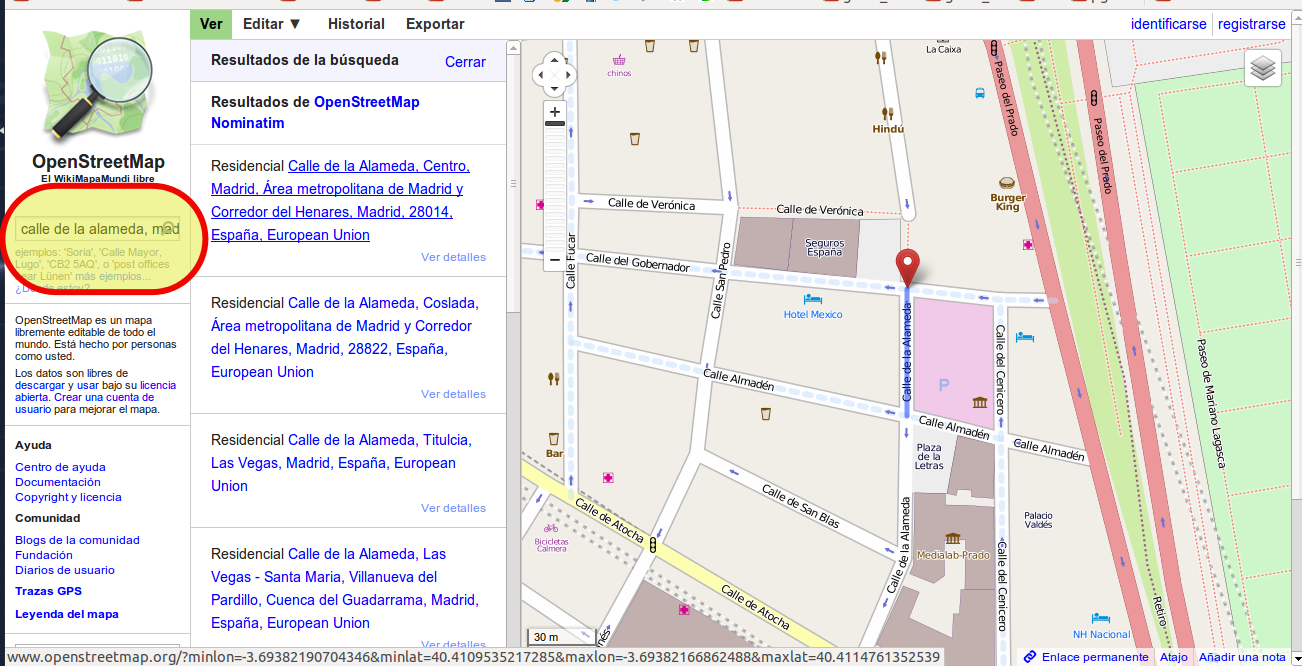 Ver Editar ▼ Historial Exportar
identificarse registrarse
OpenStreetMap
El WikiMapaMundi libre
calle de la alameda, mad
ejemplos: 'Soria', 'Calle Mayor,
Lugo', 'CB2 5AQ', o 'post offices
near Lünen' más ejemplos...
¿Dónde estoy?
OpenStreetMap es un mapa
libremente editable de todo el
mundo. Está hecho por personas
como usted.
Los datos son libres de
descargar y usar bajo su licencia
abierta. Crear una cuenta de
usuario para mejorar el mapa.
Ayuda
Centro de ayuda
Documentación
Copyright y licencia
Comunidad
Blogs de la comunidad
Fundación
Diarios de usuario
Trazas GPS
Leyenda del mapa
Resultados de la búsqueda Cerrar
Resultados de OpenStreetMap
Nominatim
Residencial Calle de la Alameda, Centro,
Madrid, Área metropolitana de Madrid y
Corredor del Henares, Madrid, 28014,
España, European Union
Ver detalles
Residencial Calle de la Alameda, Coslada,
Área metropolitana de Madrid y Corredor
del Henares, Madrid, 28822, España,
European Union
Ver detalles
Residencial Calle de la Alameda, Titulcia,
Las Vegas, Madrid, España, European
Union
Ver detalles
Residencial Calle de la Alameda, Las
Vegas - Santa Maria, Villanueva del
Pardillo, Cuenca del Guadarrama, Madrid,
España, European Union
Ver detalles
La Caixa
chinos
Paseo del Prado
Paseo del Prado
Hindú
Burger
King
Calle de Verónica
Calle de Verónica
Seguros
España
Calle Fucar
Calle del Gobernador
Calle San Pedro
Hotel Mexico
Calle de la Alameda
Calle del Cenicero
P
Paseo de Mariano Lagasca
Calle Almadén
Calle Almadén
Calle Almadén
Plaza
de la
Letras
Bar
Calle de San Blas
Calle de Atocha
Bicicletas
Calmera
Calle de la Alameda
Palacio
Valdés
Medialab-Prado
Calle del Cenicero
Calle de Atocha
Retiro
NH Nacional
30 m
Enlace permanente Atajo Añadir una nota
www.openstreetmap.org/?minlon=-3.69382190704346&minlat=40.4109535217285&maxlon=-3.69382166862488&maxlat=40.4114761352539